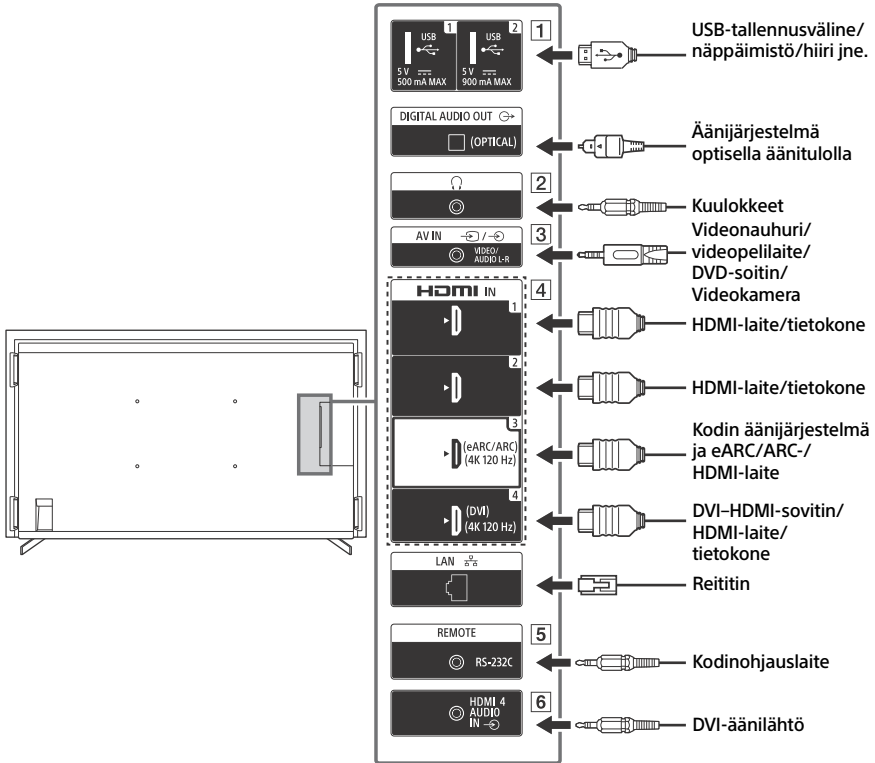 1
USB
5 V
500 mA MAX
2
USB
5 V
900 mA MAX
1
USB-tallennusväline/
näppäimistö/hiiri jne.
DIGITAL AUDIO OUT
(OPTICAL)
Äänijärjestelmä
optisella äänitulolla
2
Kuulokkeet
AV IN /
VIDEO/
AUDIO L-R
3
Videonauhuri/
videopelilaite/
DVD-soitin/
Videokamera
HDMI IN
4
1
HDMI-laite/tietokone
2
HDMI-laite/tietokone
3
(eARC/ARC)
(4K 120 Hz)
Kodin äänijärjestelmä
ja eARC/ARC-/
HDMI-laite
4
(DVI)
(4K 120 Hz)
DVI–HDMI-sovitin/
HDMI-laite/
tietokone
LAN
Reititin
REMOTE
RS-232C
5
Kodinohjauslaite
HDMI 4
AUDIO
IN
6
DVI-äänilähtö